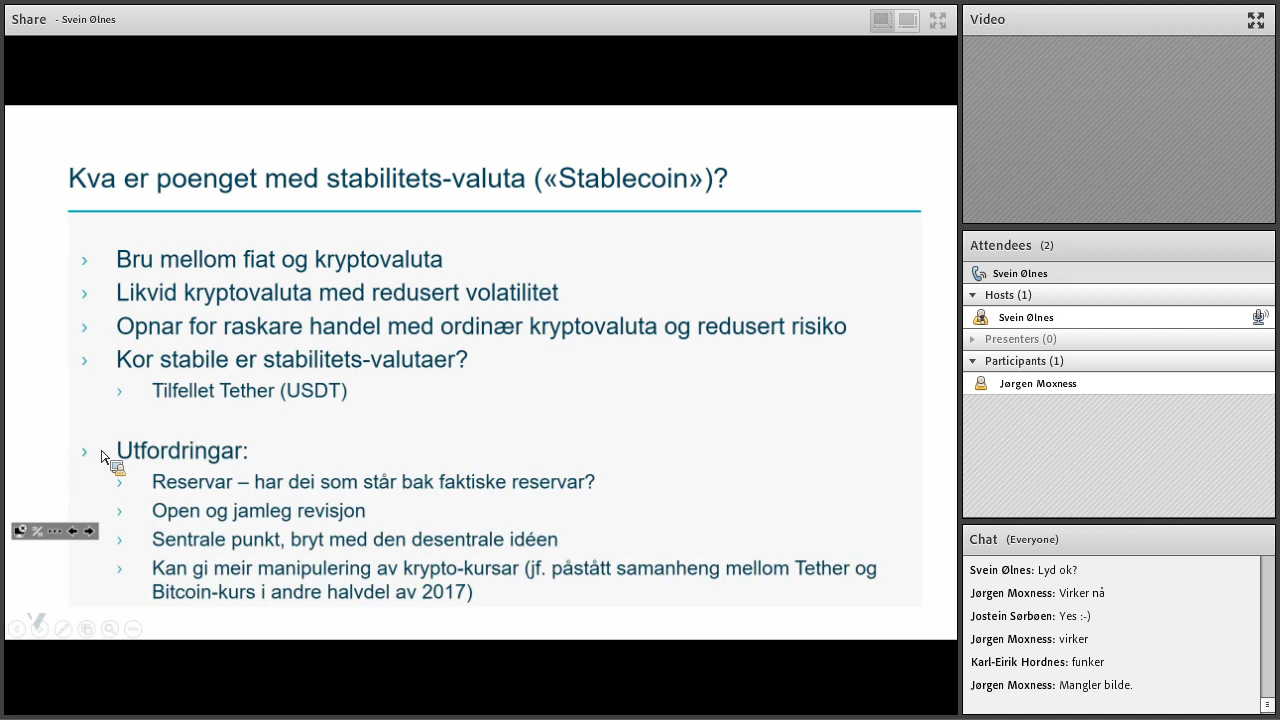 Share - Svein Ølnes
Kva er poenget med stabilitets-valuta («Stablecoin»)?
› Bru mellom fiat og kryptovaluta
› Likvid kryptovaluta med redusert volatilitet
› Opnar for raskare handel med ordinær kryptovaluta og redusert risiko
› Kor stabile er stabilitets-valutaer?
› Tilfellet Tether (USDT)
› Utfordringar:
› Reservar – har dei som står bak faktiske reservar?
› Open og jamleg revisjon
› Sentrale punkt, bryt med den desentrale idéen
› Kan gi meir manipulering av krypto-kursar (jf. påstått samanheng mellom Tether og
Bitcoin-kurs i andre halvdel av 2017)
Video
Attendees (2)
Svein Ølnes
Hosts (1)
Svein Ølnes
Presenters (0)
Participants (1)
Jørgen Moxness
Chat (Everyone)
Svein Ølnes: Lyd ok?
Jørgen Moxness: Virker nå
Jostein Sørbøen: Yes :-)
Jørgen Moxness: virker
Karl-Eirik Hordnes: funker
Jørgen Moxness: Mangler bilde.